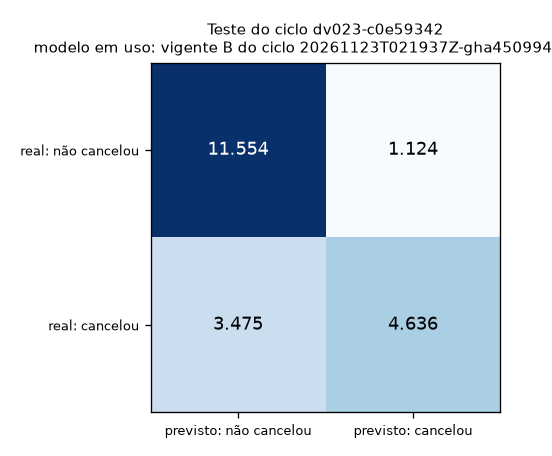 Teste do ciclo dv023-c0e59342
modelo em uso: vigente B do ciclo 20261123T021937Z-gha450994
real: não cancelou
11.554
1.124
real: cancelou
3.475
4.636
previsto: não cancelou
previsto: cancelou